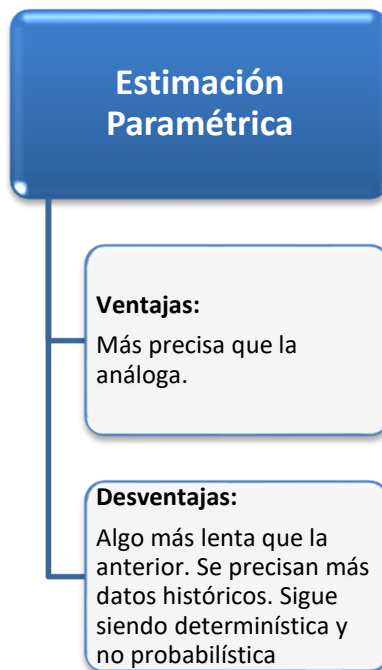 Estimación
Paramétrica
Ventajas:
Más precisa que la
análoga.
Desventajas:
Algo más lenta que la
anterior. Se precisan más
datos históricos. Sigue
siendo determinística y
no probabilística